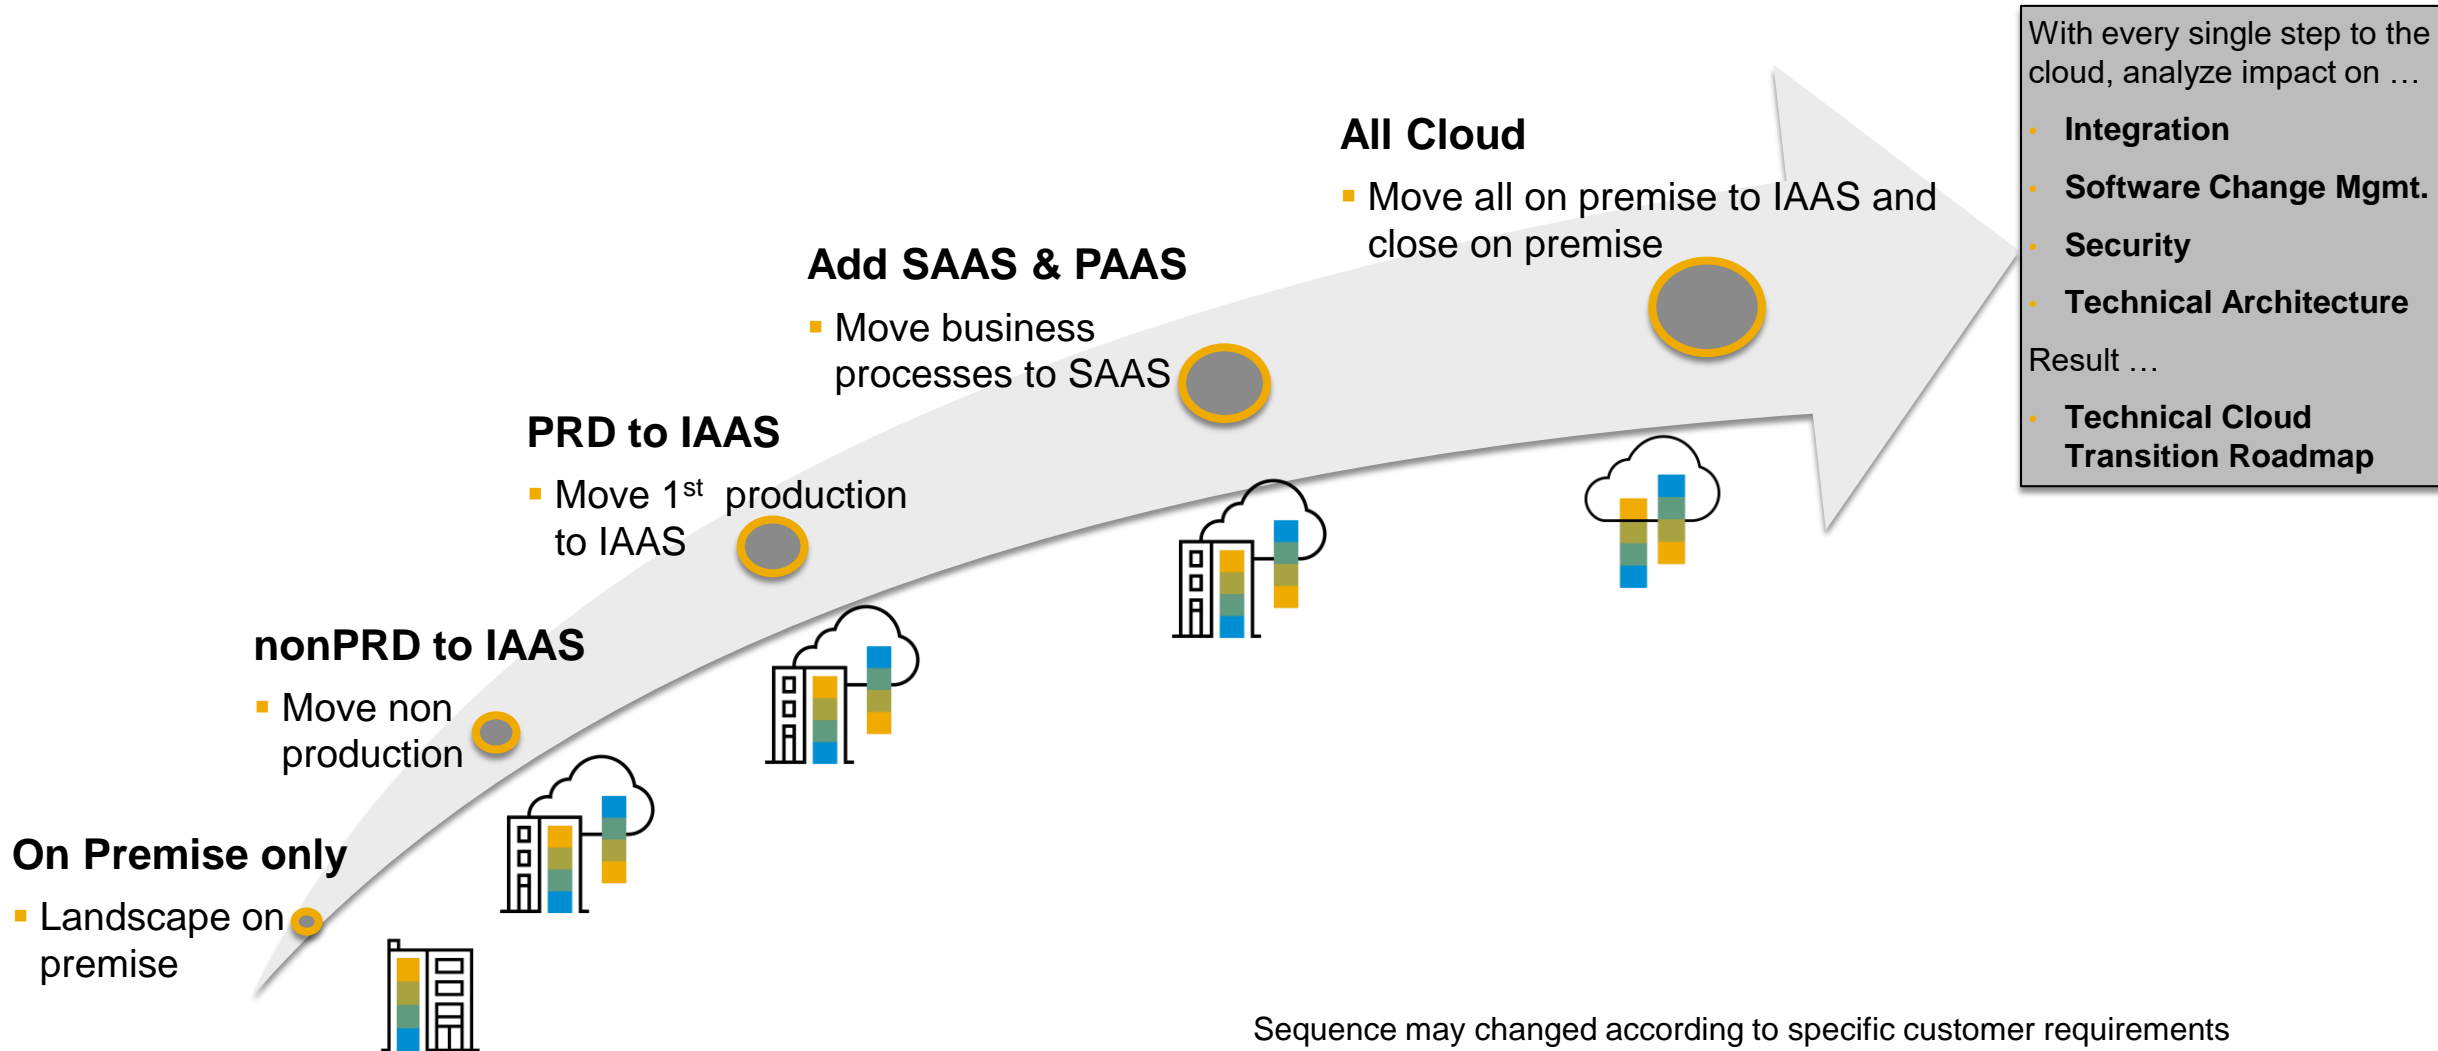 With every single step to the
cloud, analyze impact on …
Integration
Software Change Mgmt.
Security
Technical Architecture
Result …
Technical Cloud
Transition Roadmap
All Cloud
Move all on premise to IAAS and
close on premise
Add SAAS & PAAS
Move business
processes to SAAS
PRD to IAAS
Move 1st production
to IAAS
nonPRD to IAAS
Move non
production
On Premise only
Landscape on
premise
Sequence may changed according to specific customer requirements